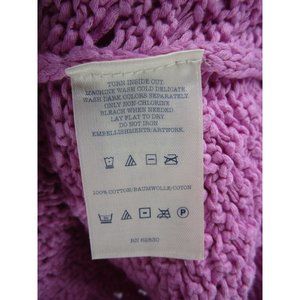 TURN INSIDE OUT.
MACHINE WASH COLD DELICATE.
WASH DARK COLORS SEPARATELY.
ONLY NON-CHLORINE
BLEACH WHEN NEEDED.
LAY FLAT TO DRY.
DO NOT IRON
EMBELLISHMENTS/ARTWORK.
100% COTTON/BAUMWOLLE/COTON
RN